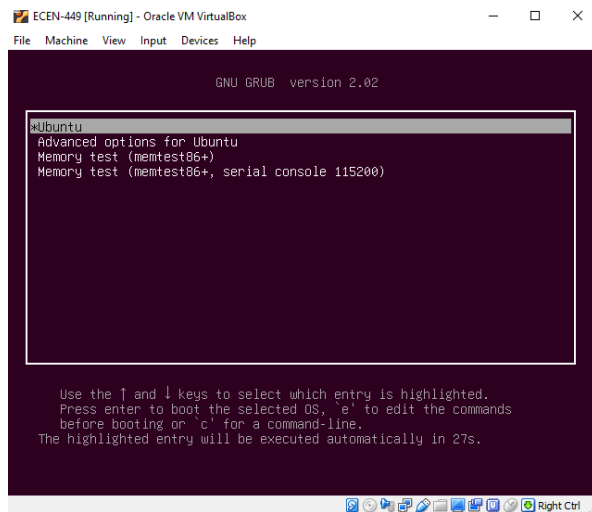 ECEN-449 [Running] - Oracle VM VirtualBox
File Machine View Input Devices Help
GNU GRUB version 2.02
*Ubuntu
Advanced options for Ubuntu
Memory test (memtest86+)
Memory test (memtest86+, serial console 115200)
Use the ↑ and ↓ keys to select which entry is highlighted.
Press enter to boot the selected OS, `e' to edit the commands
before booting or `c' for a command-line.
The highlighted entry will be executed automatically in 27s.
Right Ctrl